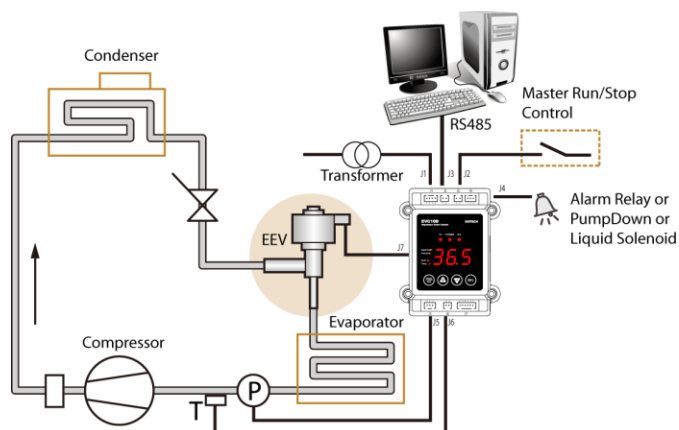 Condenser
RS485
Master Run/Stop
Control
Transformer
J1
J3
J2
J4
Alarm Relay or
PumpDown or
Liquid Solenoid
EEV
J7
36.5
Evaporator
J5
J6
Compressor
P
T